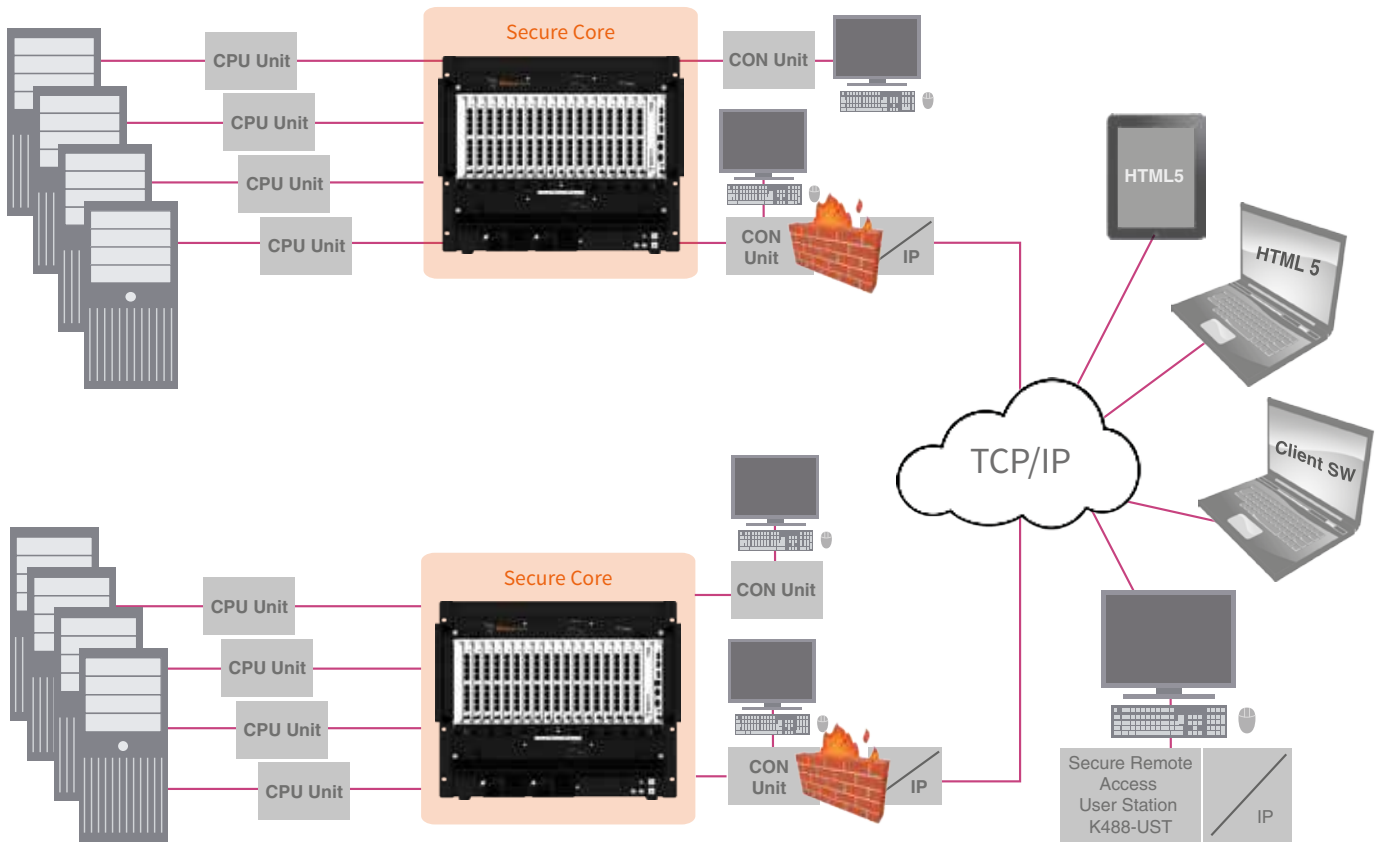 Secure Core
CPU Unit
CON Unit
CPU Unit
CPU Unit
CPU Unit
CON
Unit
IP
HTML5
HTML 5
TCP/IP
Client SW
Secure Core
CPU Unit
CON Unit
CPU Unit
CPU Unit
CPU Unit
CON
Unit
IP
Secure Remote
Access
User Station
K488-UST
IP